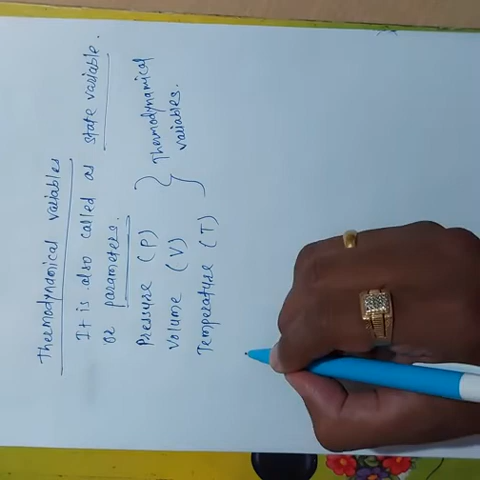 Thermodynamical variables
It is also called as state variable.
or parameters.
Pressure (P)
Volume (V)
Temperature (T)
Thermodynamical
variables.